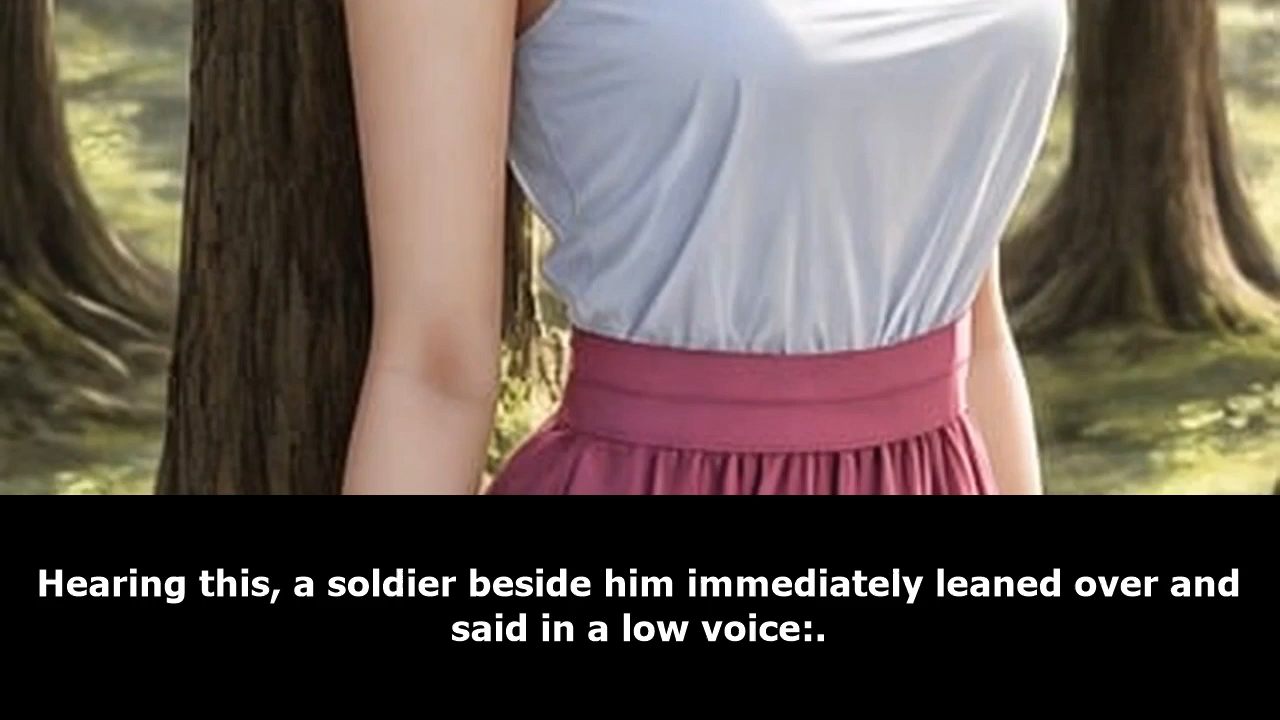 Hearing this, a soldier beside him immediately leaned over and
said in a low voice:.